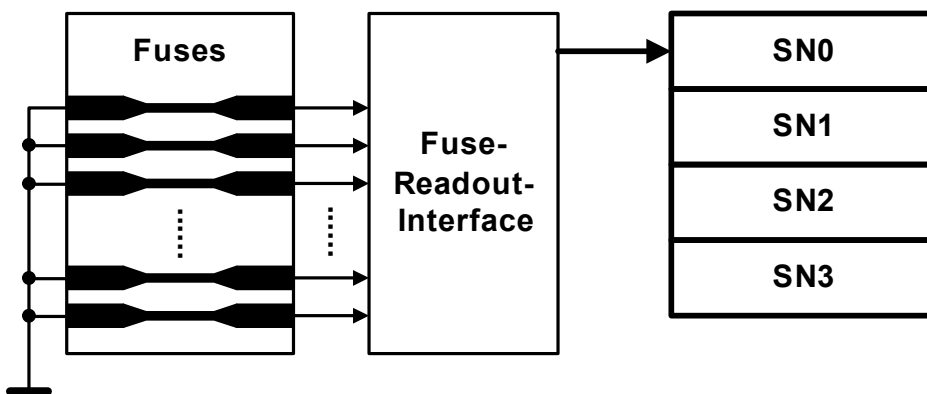 Fuses
Fuse-
Readout-
Interface
SN0
SN1
SN2
SN3